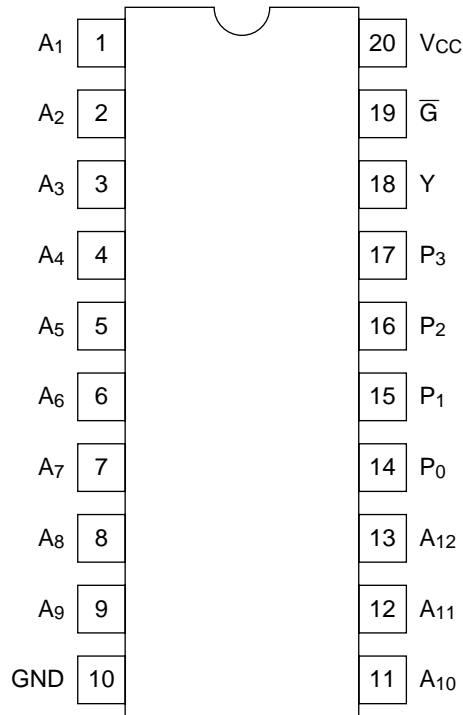 A1 1 20 VCC
A2 2 19 G̅
A3 3 18 Y
A4 4 17 P3
A5 5 16 P2
A6 6 15 P1
A7 7 14 P0
A8 8 13 A12
A9 9 12 A11
GND 10 11 A10